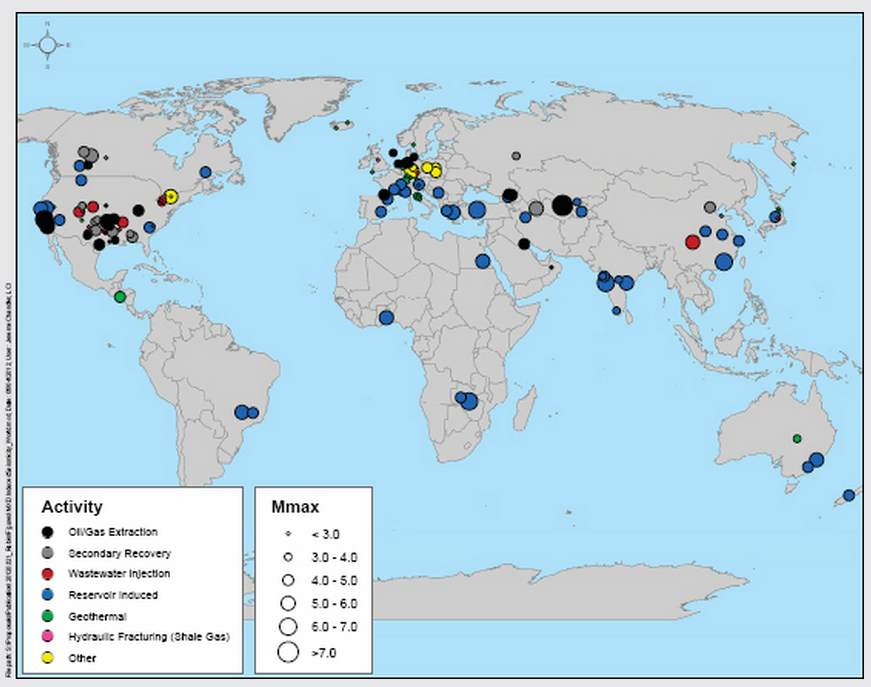 N
W
E
S
Activity
Oil/Gas Extraction
Secondary Recovery
Wastewater Injection
Reservoir Induced
Geothermal
Hydraulic Fracturing (Shale Gas)
Other
Mmax
< 3.0
3.0 - 4.0
4.0 - 5.0
5.0 - 6.0
6.0 - 7.0
>7.0